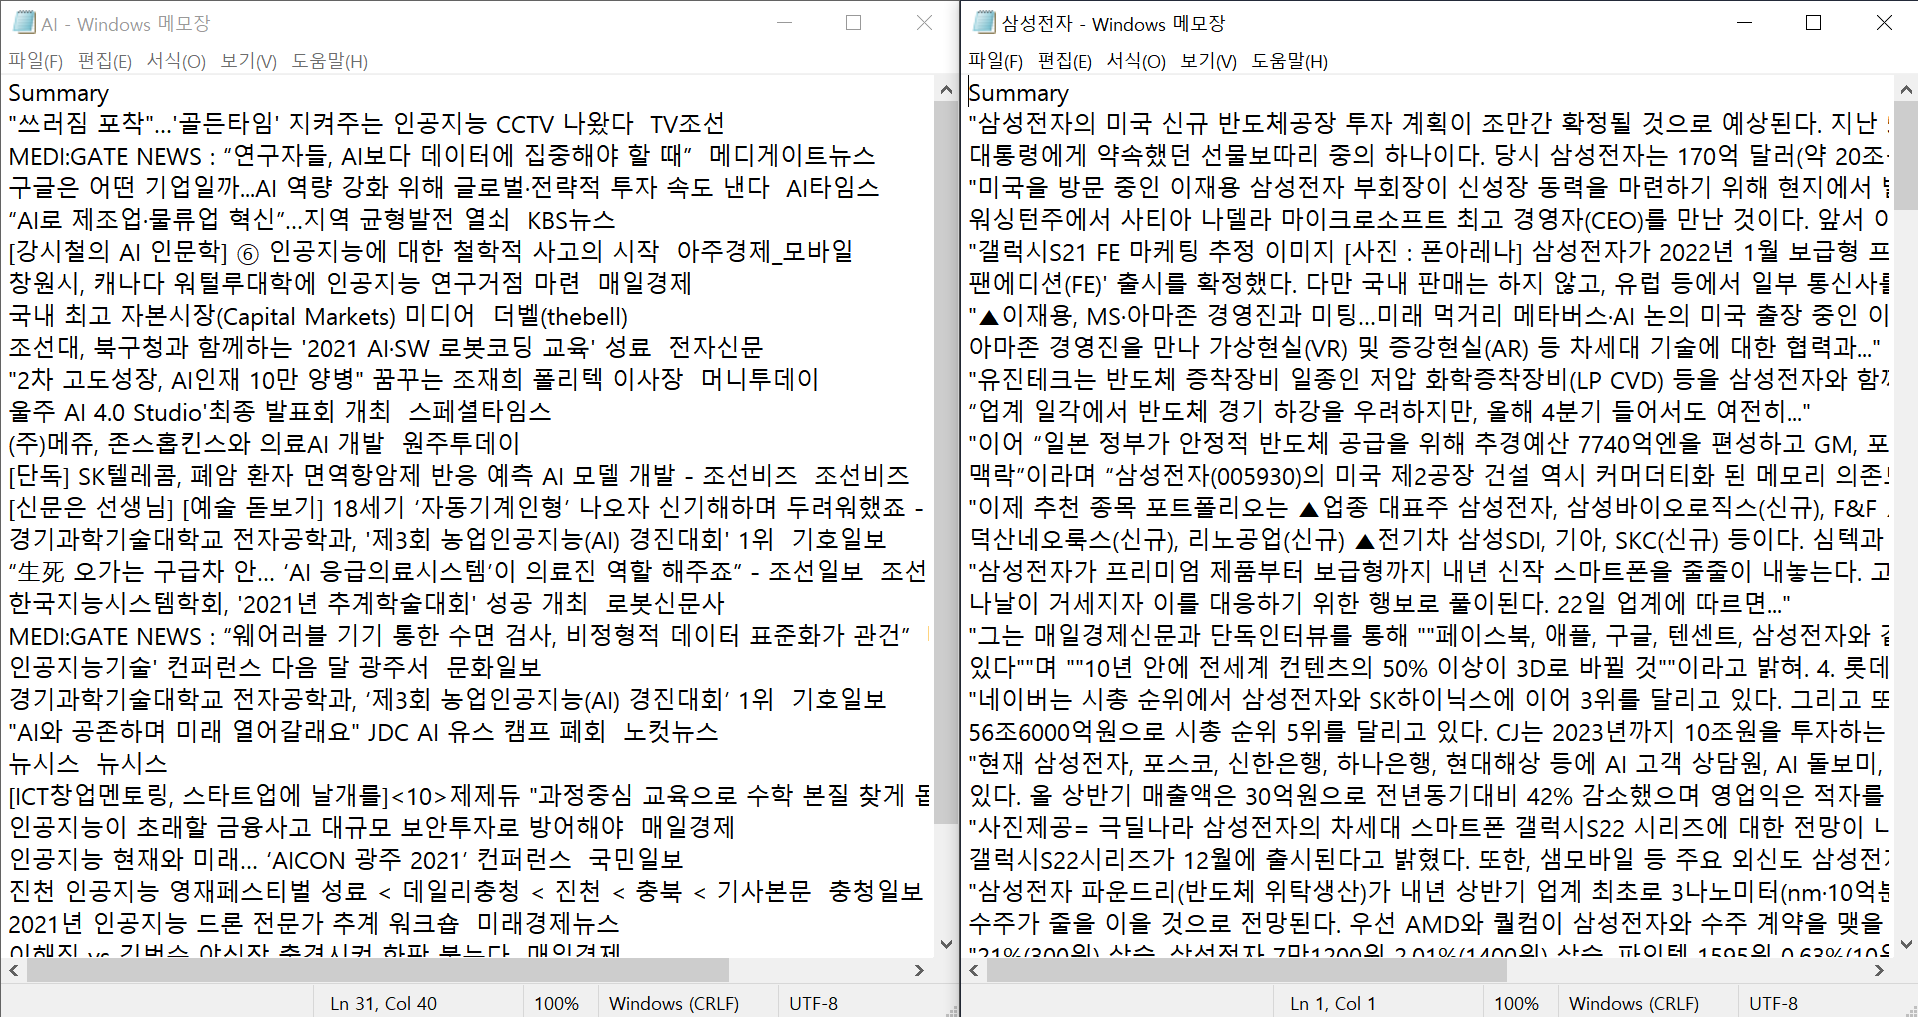 AI - Windows 메모장
파일(F) 편집(E) 서식(O) 보기(V) 도움말(H)
Summary
"쓰러짐 포착"...'골든타임' 지켜주는 인공지능 CCTV 나왔다  TV조선
MEDI:GATE NEWS : “연구자들, AI보다 데이터에 집중해야 할 때”  메디게이트뉴스
구글은 어떤 기업일까...AI 역량 강화 위해 글로벌·전략적 투자 속도 낸다  AI타임스
“AI로 제조업·물류업 혁신”…지역 균형발전 열쇠  KBS뉴스
[강시철의 AI 인문학] ⑥ 인공지능에 대한 철학적 사고의 시작  아주경제_모바일
창원시, 캐나다 워털루대학에 인공지능 연구거점 마련  매일경제
국내 최고 자본시장(Capital Markets) 미디어  더벨(thebell)
조선대, 북구청과 함께하는 '2021 AI·SW 로봇코딩 교육' 성료  전자신문
"2차 고도성장, AI인재 10만 양병" 꿈꾸는 조재희 폴리텍 이사장  머니투데이
울주 AI 4.0 Studio'최종 발표회 개최  스페셜타임스
(주)메쥬, 존스홉킨스와 의료AI 개발  원주투데이
[단독] SK텔레콤, 폐암 환자 면역항암제 반응 예측 AI 모델 개발 - 조선비즈  조선비즈
[신문은 선생님] [예술 돋보기] 18세기 ‘자동기계인형’ 나오자 신기해하며 두려워했죠 -
경기과학기술대학교 전자공학과, '제3회 농업인공지능(AI) 경진대회' 1위  기호일보
“生死 오가는 구급차 안... ‘AI 응급의료시스템’이 의료진 역할 해주죠” - 조선일보  조선
한국지능시스템학회, '2021년 추계학술대회' 성공 개최  로봇신문사
MEDI:GATE NEWS : “웨어러블 기기 통한 수면 검사, 비정형적 데이터 표준화가 관건”
인공지능기술' 컨퍼런스 다음 달 광주서  문화일보
경기과학기술대학교 전자공학과, ‘제3회 농업인공지능(AI) 경진대회’ 1위  기호일보
"AI와 공존하며 미래 열어갈래요" JDC AI 유스 캠프 폐회  노컷뉴스
뉴시스  뉴시스
[ICT창업멘토링, 스타트업에 날개를]<10>제제듀 "과정중심 교육으로 수학 본질 찾게 돕
인공지능이 초래할 금융사고 대규모 보안투자로 방어해야  매일경제
인공지능 현재와 미래… ‘AICON 광주 2021’ 컨퍼런스  국민일보
진천 인공지능 영재페스티벌 성료 < 데일리충청 < 진천 < 충북 < 기사본문  충청일보
2021년 인공지능 드론 전문가 추계 워크숍  미래경제뉴스
이해진 vs 김범수 야심작 출격시켜 한판 붙는다  매일경제
Ln 31, Col 40 100% Windows (CRLF) UTF-8
삼성전자 - Windows 메모장
파일(F) 편집(E) 서식(O) 보기(V) 도움말(H)
Summary
"삼성전자의 미국 신규 반도체공장 투자 계획이 조만간 확정될 것으로 예상된다. 지난
대통령에게 약속했던 선물보따리 중의 하나이다. 당시 삼성전자는 170억 달러(약 20조
"미국을 방문 중인 이재용 삼성전자 부회장이 신성장 동력을 마련하기 위해 현지에서
워싱턴주에서 사티아 나델라 마이크로소프트 최고 경영자(CEO)를 만난 것이다. 앞서 이
"갤럭시S21 FE 마케팅 추정 이미지 [사진 : 폰아레나] 삼성전자가 2022년 1월 보급형 프
팬에디션(FE)' 출시를 확정했다. 다만 국내 판매는 하지 않고, 유럽 등에서 일부 통신사를
"▲이재용, MS·아마존 경영진과 미팅…미래 먹거리 메타버스·AI 논의 미국 출장 중인 이
아마존 경영진을 만나 가상현실(VR) 및 증강현실(AR) 등 차세대 기술에 대한 협력과..."
"유진테크는 반도체 증착장비 일종인 저압 화학증착장비(LP CVD) 등을 삼성전자와 함께
“업계 일각에서 반도체 경기 하강을 우려하지만, 올해 4분기 들어서도 여전히..."
"이어 “일본 정부가 안정적 반도체 공급을 위해 추경예산 7740억엔을 편성하고 GM, 포
맥락”이라며 “삼성전자(005930)의 미국 제2공장 건설 역시 커머더티화 된 메모리 의존도
"이제 추천 종목 포트폴리오는 ▲업종 대표주 삼성전자, 삼성바이오로직스(신규), F&F
덕산네오룩스(신규), 리노공업(신규) ▲전기차 삼성SDI, 기아, SKC(신규) 등이다. 심텍과
"삼성전자가 프리미엄 제품부터 보급형까지 내년 신작 스마트폰을 줄줄이 내놓는다. 고
나날이 거세지자 이를 대응하기 위한 행보로 풀이된다. 22일 업계에 따르면..."
"그는 매일경제신문과 단독인터뷰를 통해 ""페이스북, 애플, 구글, 텐센트, 삼성전자와 같
있다""며 ""10년 안에 전세계 컨텐츠의 50% 이상이 3D로 바뀔 것""이라고 밝혀. 4. 롯데
"네이버는 시총 순위에서 삼성전자와 SK하이닉스에 이어 3위를 달리고 있다. 그리고 또
56조6000억원으로 시총 순위 5위를 달리고 있다. CJ는 2023년까지 10조원을 투자하는
"현재 삼성전자, 포스코, 신한은행, 하나은행, 현대해상 등에 AI 고객 상담원, AI 돌보미,
있다. 올 상반기 매출액은 30억원으로 전년동기대비 42% 감소했으며 영업익은 적자를
"사진제공= 극딜나라 삼성전자의 차세대 스마트폰 갤럭시S22 시리즈에 대한 전망이 나
갤럭시S22시리즈가 12월에 출시된다고 밝혔다. 또한, 샘모바일 등 주요 외신도 삼성전자
"삼성전자 파운드리(반도체 위탁생산)가 내년 상반기 업계 최초로 3나노미터(nm·10억분
수주가 줄을 이을 것으로 전망된다. 우선 AMD와 퀄컴이 삼성전자와 수주 계약을 맺을
"21%(300원) 상승, 삼성전자 7만1200원 2.01%(1400원) 상승, 파인텍 1595원 0.63%(10원
Ln 1, Col 1 100% Windows (CRLF) UTF-8